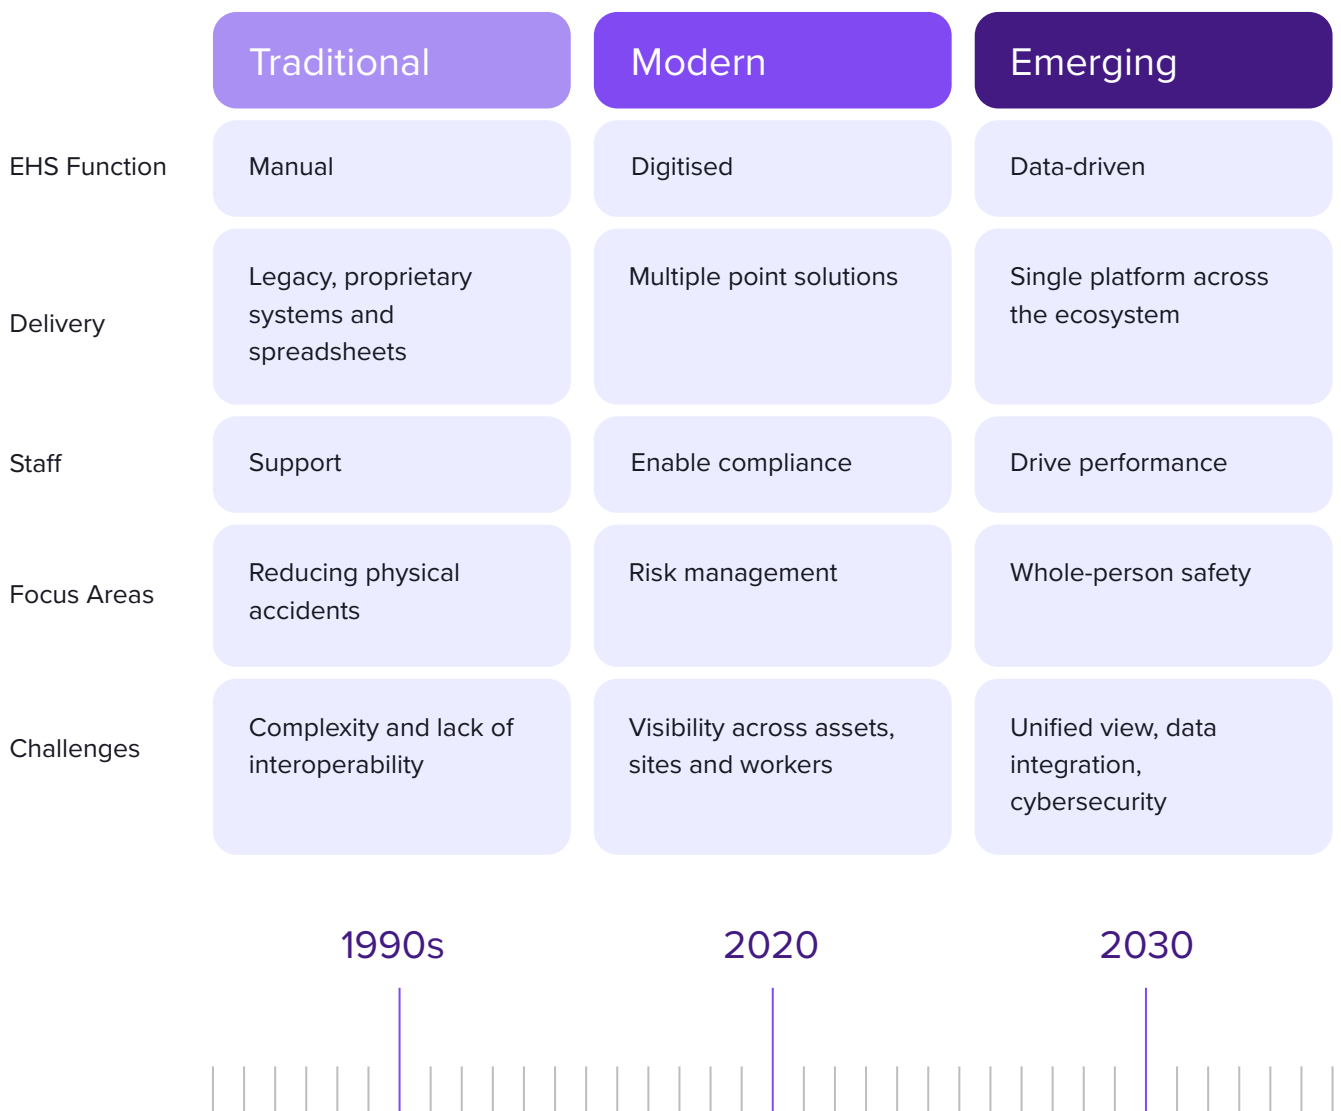 Traditional
Modern
Emerging
EHS Function
Manual
Digitised
Data-driven
Delivery
Legacy, proprietary
systems and
spreadsheets
Multiple point solutions
Single platform across
the ecosystem
Staff
Support
Enable compliance
Drive performance
Focus Areas
Reducing physical
accidents
Risk management
Whole-person safety
Challenges
Complexity and lack of
interoperability
Visibility across assets,
sites and workers
Unified view, data
integration,
cybersecurity
1990s
2020
2030